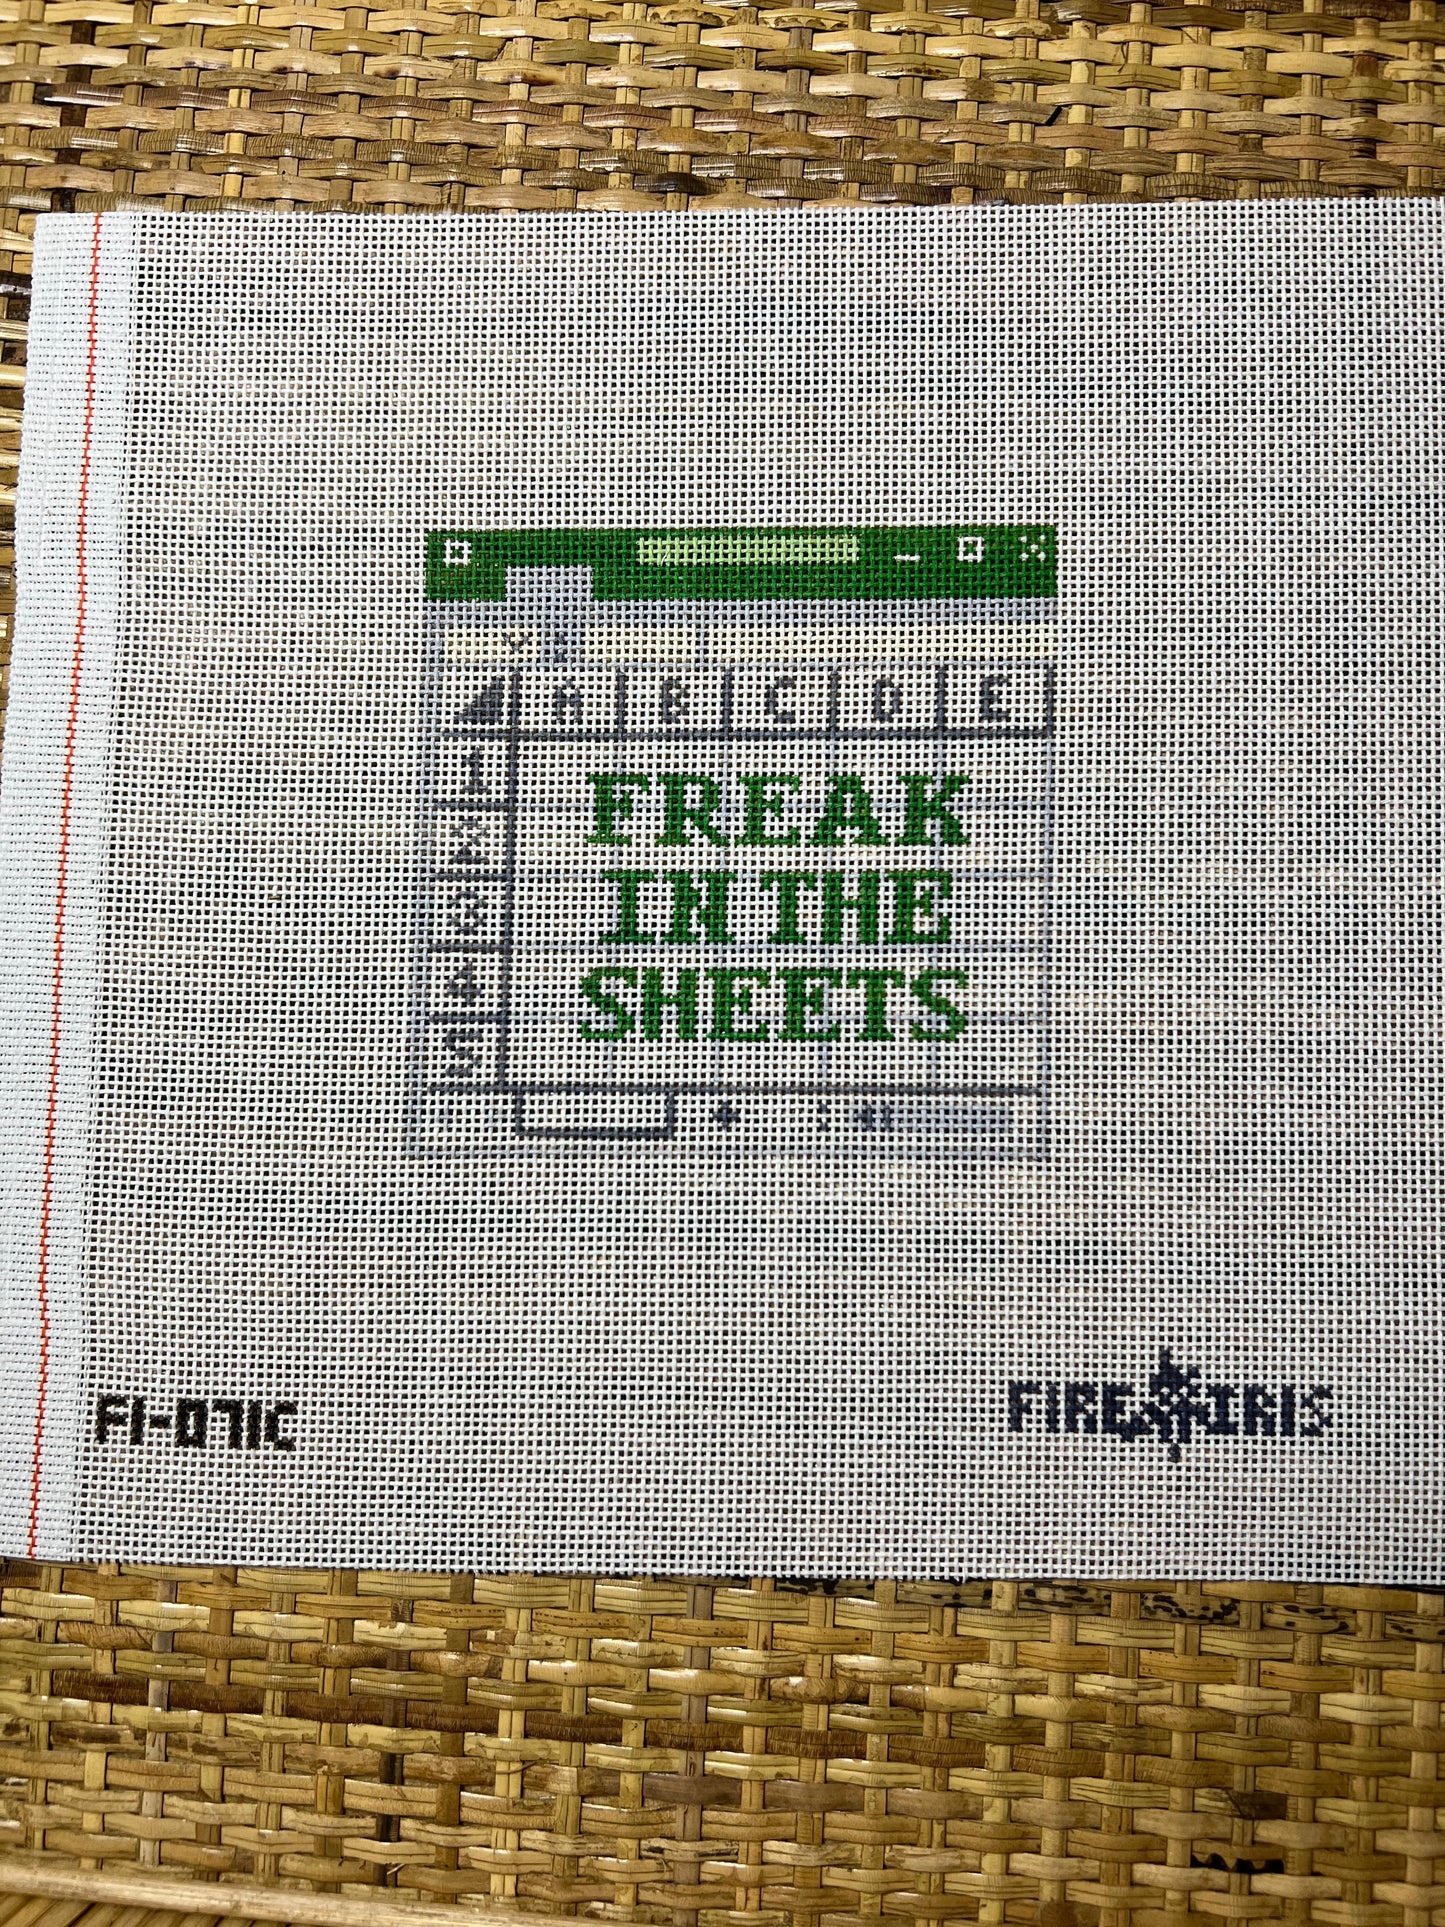 A B C D E
1
2
3
4
5
FREAK
IN THE
SHEETS
FI-071C
FIRE IRIS